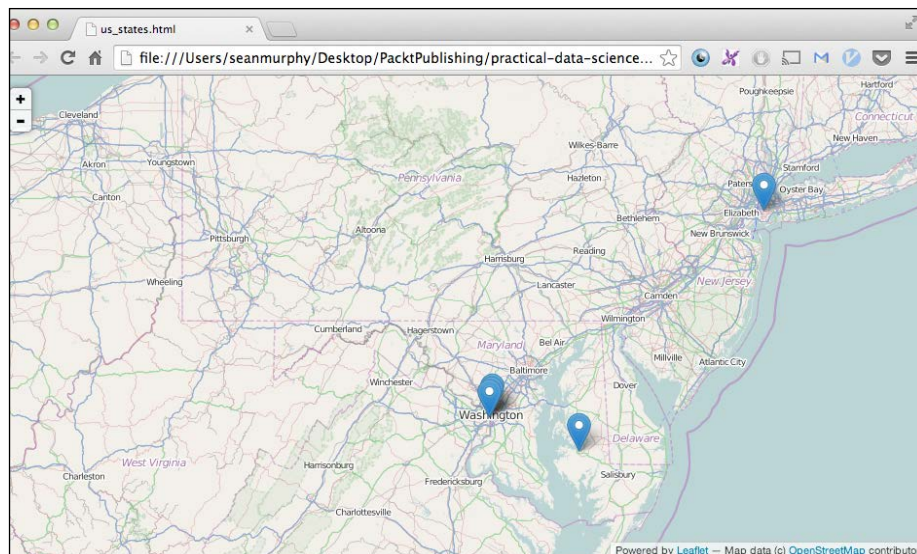 us_states.html
file:///Users/seanmurphy/Desktop/PacktPublishing/practical-data-science...
+
-
Cleveland
Akron
Youngstown
Canton
Pittsburgh
Wheeling
Pennsylvania
Altoona
Wilkes-Barre
Hazleton
Poughkeepsie
Hartford
Connecticut
New Haven
Stamford
Paters
Oyster Bay
Elizabeth
Bethlehem
New Brunswick
Reading
Harrisburg
Lancaster
Camden
New Jersey
Wilmington
Cumberland
Hagerstown
Maryland
Bel Air
Millville
Atlantic City
Baltimore
Winchester
Dover
Washington
Delaware
West Virginia
Charleston
Harrisonburg
Fredericksburg
Salisbury
Charlottesville
Powered by Leaflet — Map data (c) OpenStreetMap contributo